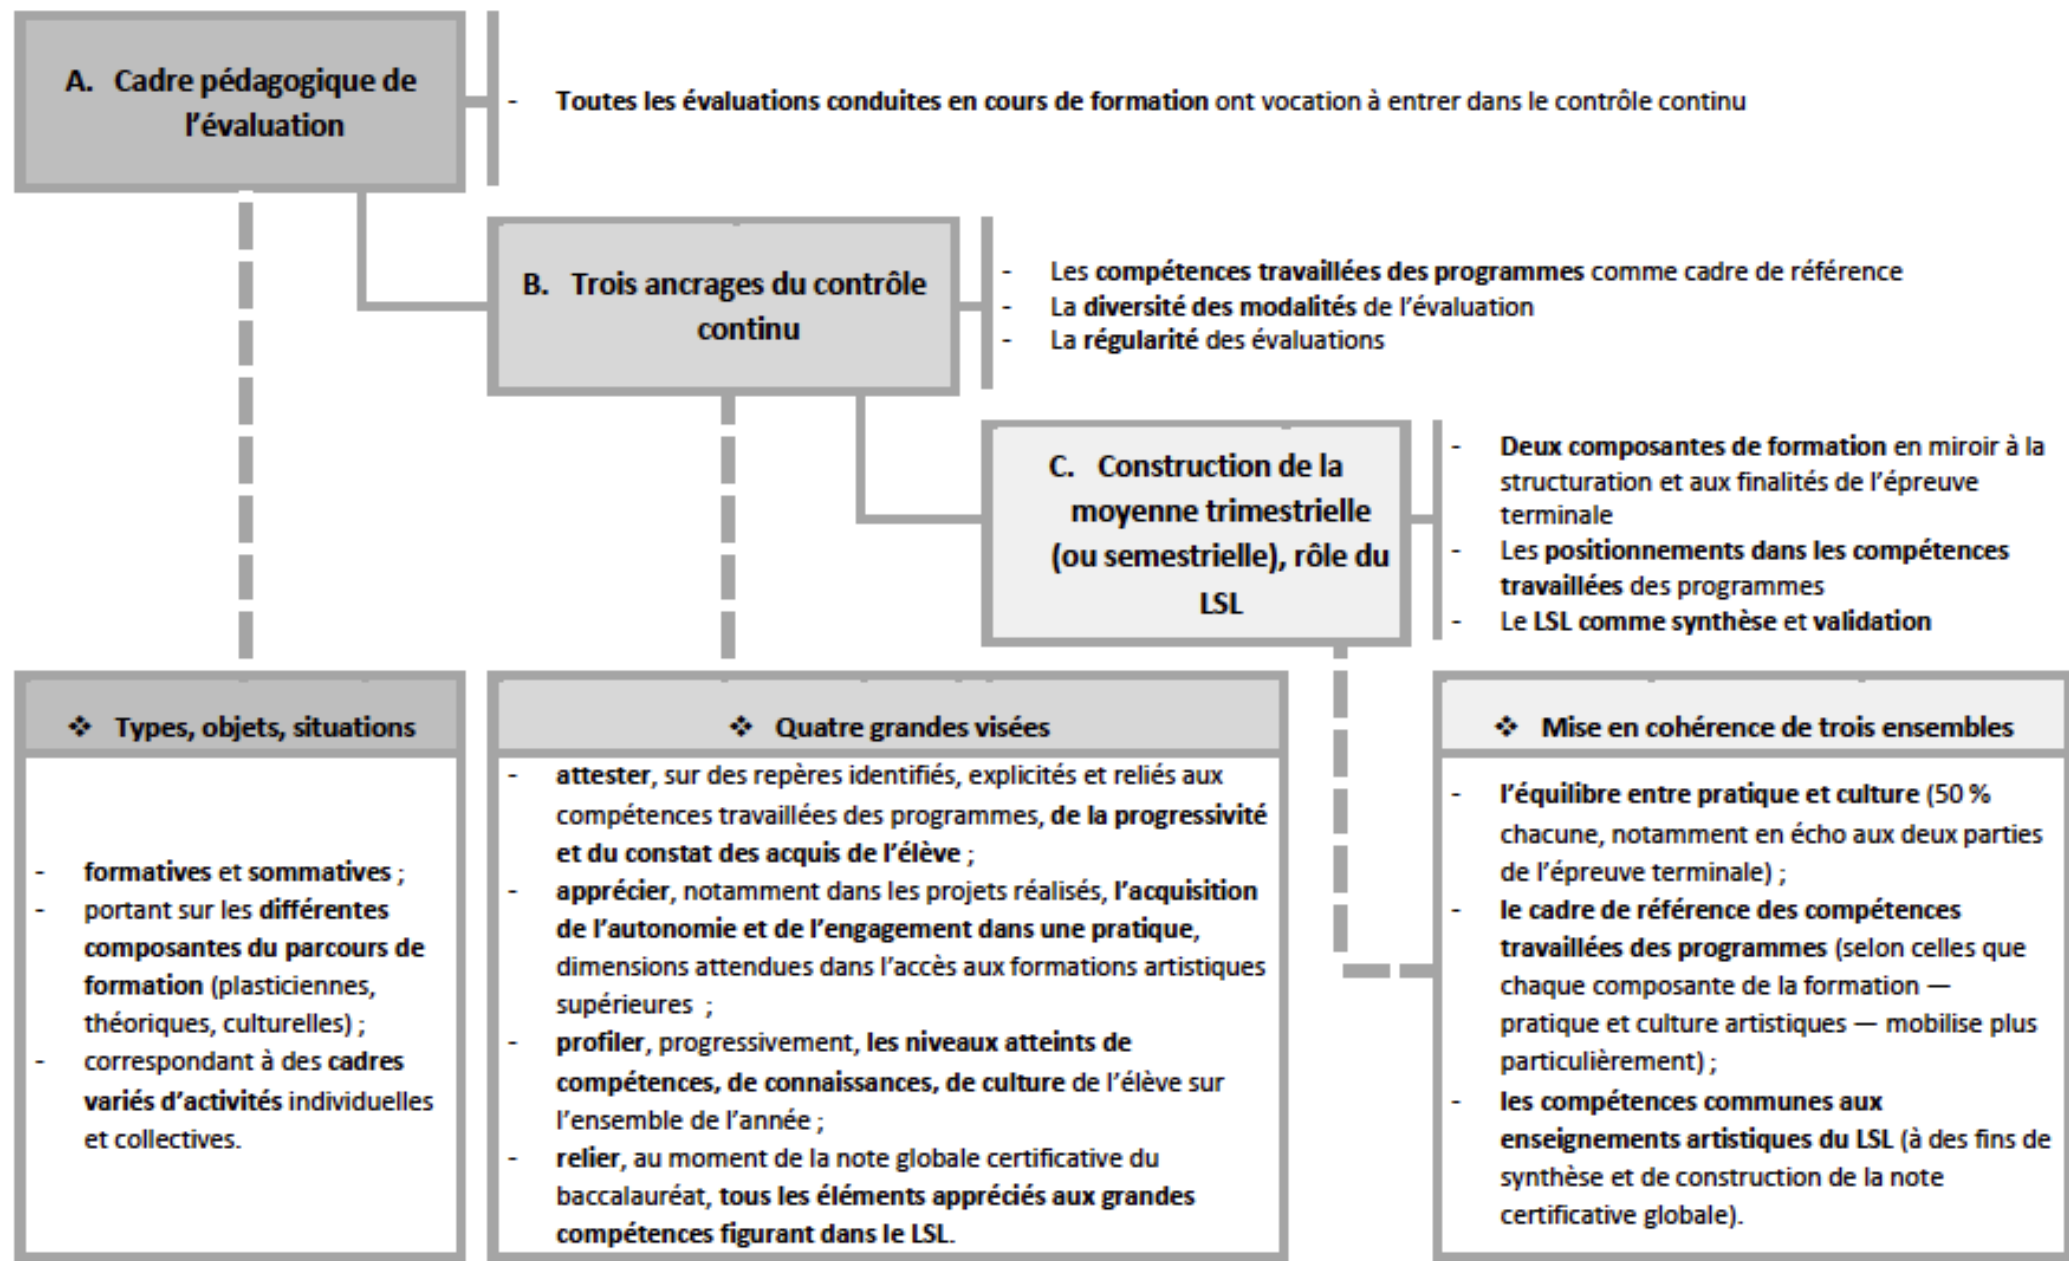 A. Cadre pédagogique de
l'évaluation
- Toutes les évaluations conduites en cours de formation ont vocation à entrer dans le contrôle continu
B. Trois ancrages du contrôle
continu
- Les compétences travaillées des programmes comme cadre de référence
- La diversité des modalités de l'évaluation
- La régularité des évaluations
C. Construction de la
moyenne trimestrielle
(ou semestrielle), rôle du
LSL
- Deux composantes de formation en miroir à la
structuration et aux finalités de l'épreuve
terminale
- Les positionnements dans les compétences
travaillées des programmes
- Le LSL comme synthèse et validation
❖ Types, objets, situations
- formatives et sommatives ;
- portant sur les différentes
composantes du parcours de
formation (plasticiennes,
théoriques, culturelles) ;
- correspondant à des cadres
variés d'activités individuelles
et collectives.
❖ Quatre grandes visées
- attester, sur des repères identifiés, explicités et reliés aux
compétences travaillées des programmes, de la progressivité
et du constat des acquis de l'élève ;
- apprécier, notamment dans les projets réalisés, l'acquisition
de l'autonomie et de l'engagement dans une pratique,
dimensions attendues dans l'accès aux formations artistiques
supérieures ;
- profiler, progressivement, les niveaux atteints de
compétences, de connaissances, de culture de l'élève sur
l'ensemble de l'année ;
- relier, au moment de la note globale certificative du
baccalauréat, tous les éléments appréciés aux grandes
compétences figurant dans le LSL.
❖ Mise en cohérence de trois ensembles
- l'équilibre entre pratique et culture (50 %
chacune, notamment en écho aux deux parties
de l'épreuve terminale) ;
- le cadre de référence des compétences
travaillées des programmes (selon celles que
chaque composante de la formation —
pratique et culture artistiques — mobilise plus
particulièrement) ;
- les compétences communes aux
enseignements artistiques du LSL (à des fins de
synthèse et de construction de la note
certificative globale).